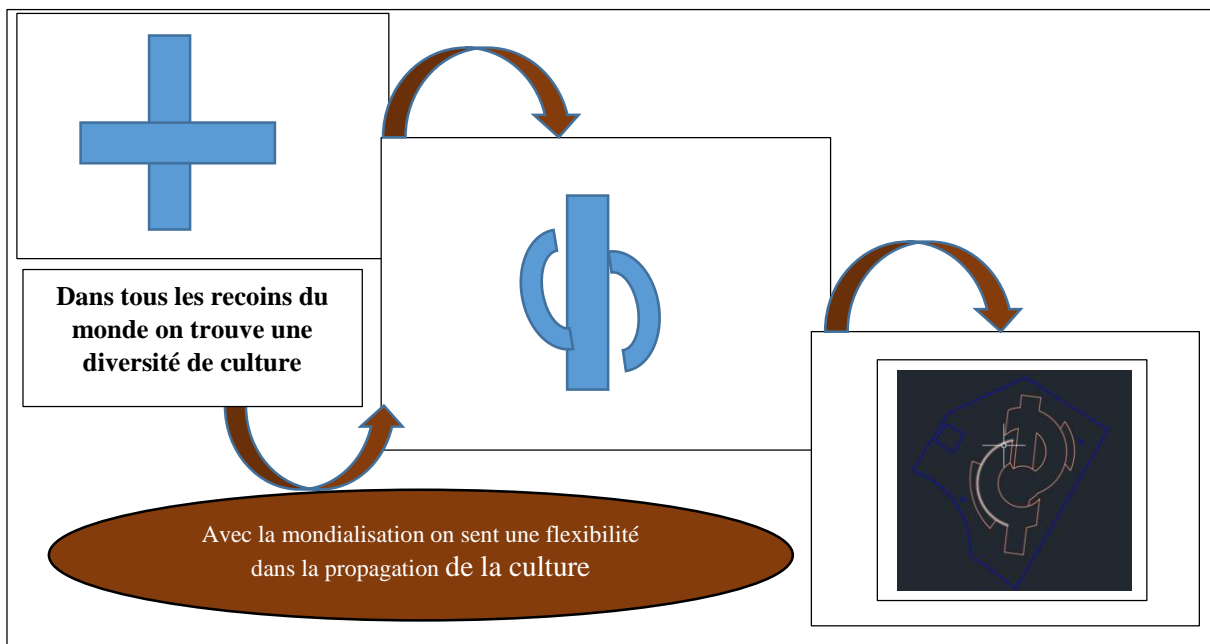 Dans tous les recoins du
monde on trouve une
diversité de culture
Avec la mondialisation on sent une flexibilité
dans la propagation de la culture